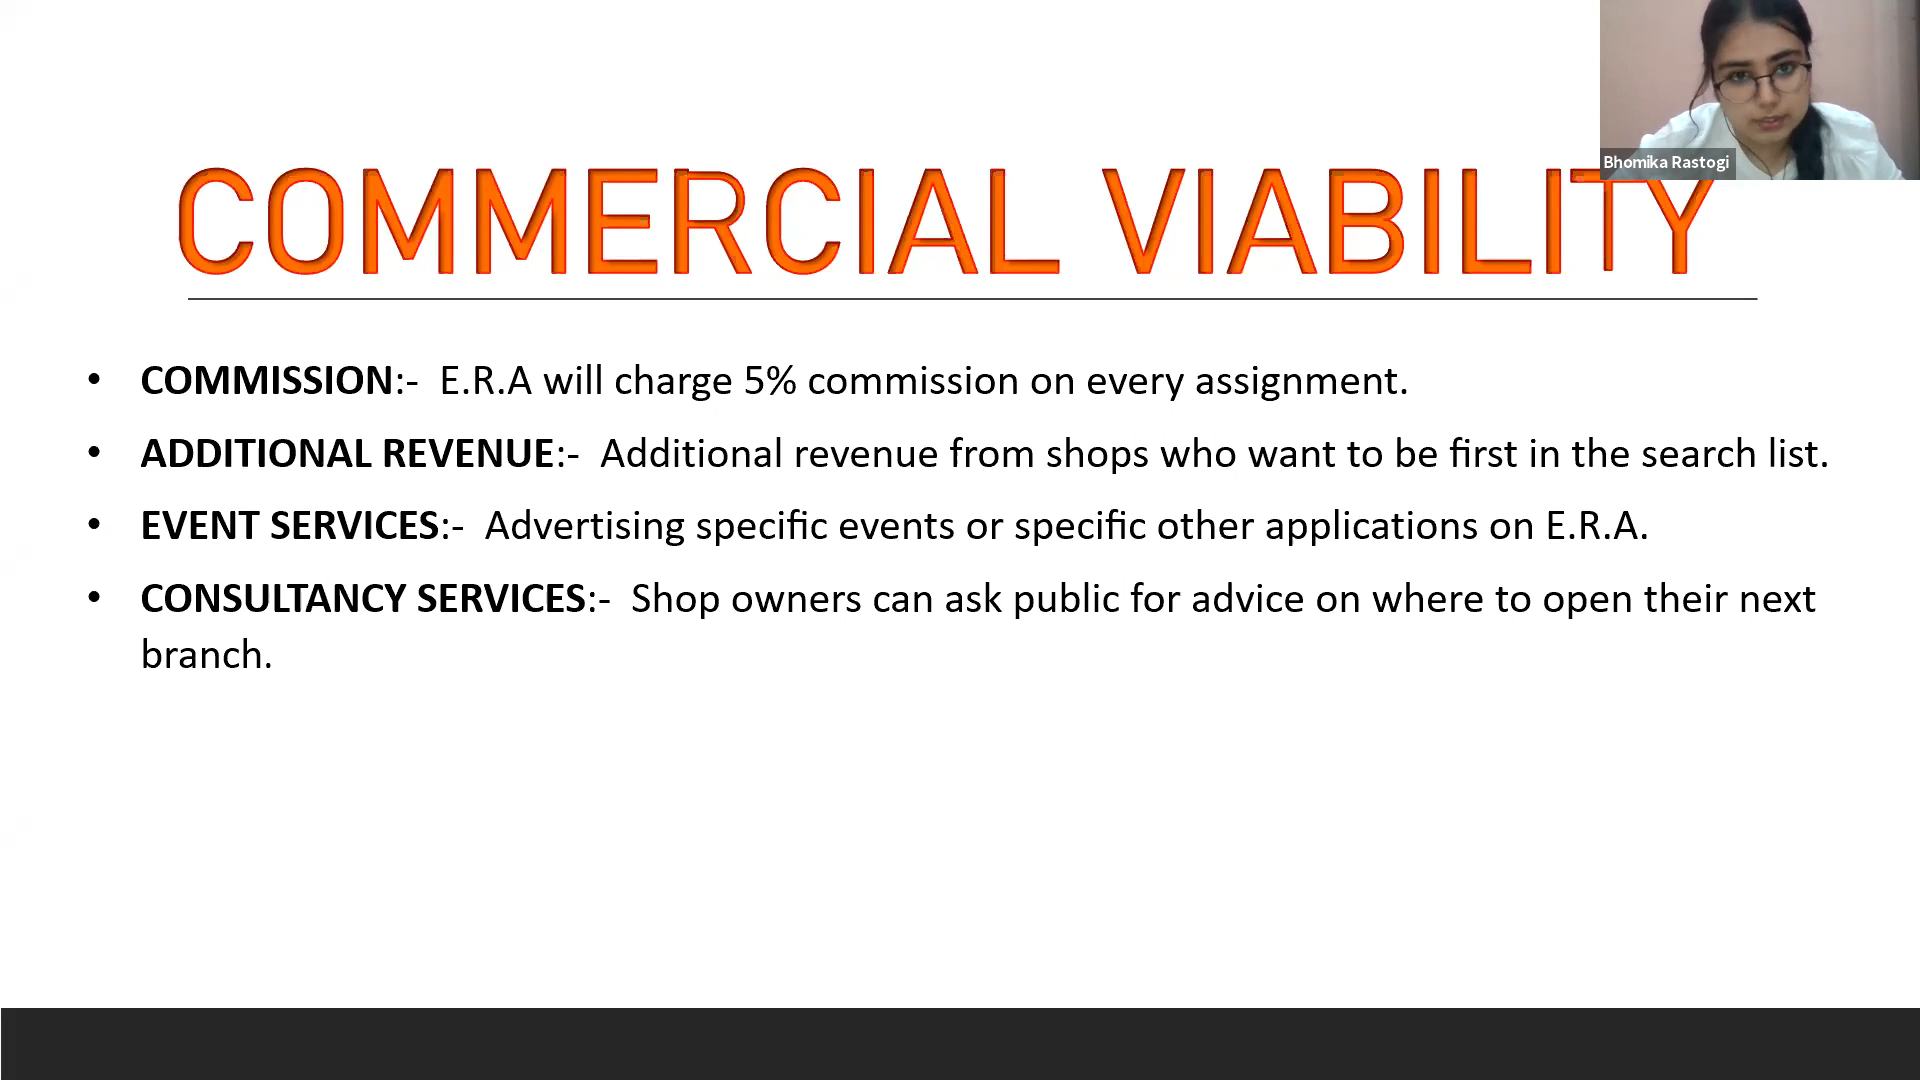 Bhomika Rastogi
COMMERCIAL VIABILITY
• COMMISSION:- E.R.A will charge 5% commission on every assignment.
• ADDITIONAL REVENUE:- Additional revenue from shops who want to be first in the search list.
• EVENT SERVICES:- Advertising specific events or specific other applications on E.R.A.
• CONSULTANCY SERVICES:- Shop owners can ask public for advice on where to open their next
branch.